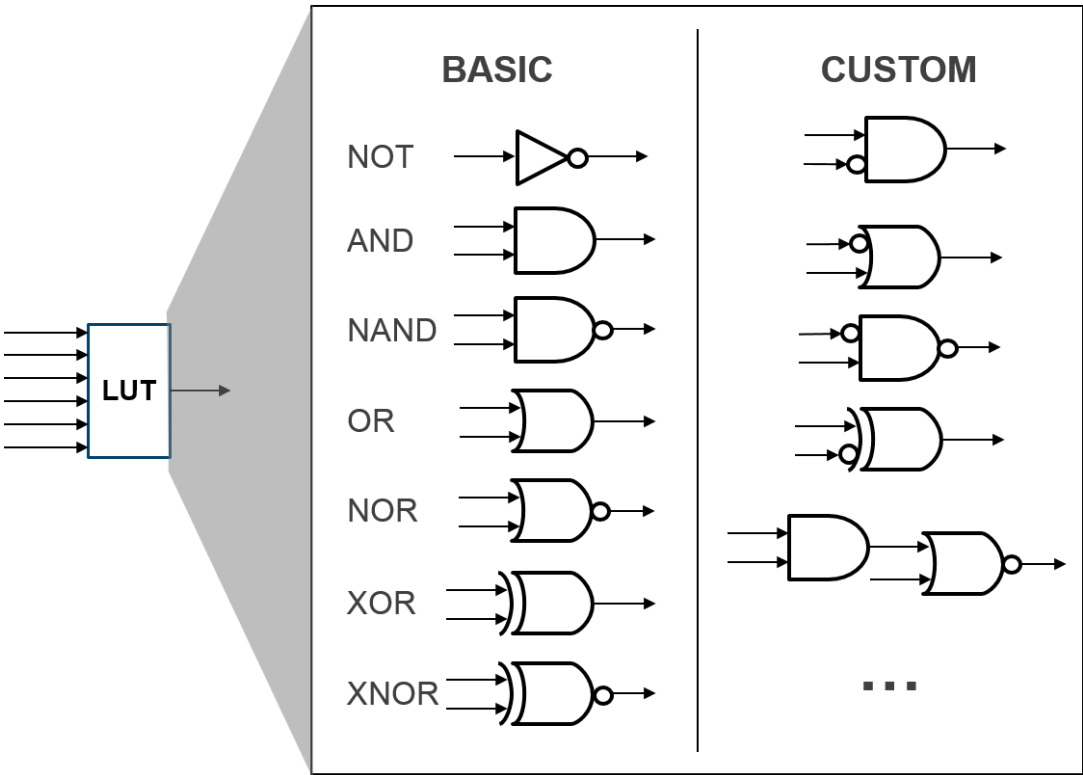 BASIC
CUSTOM
NOT
AND
NAND
LUT
OR
NOR
XOR
XNOR
...